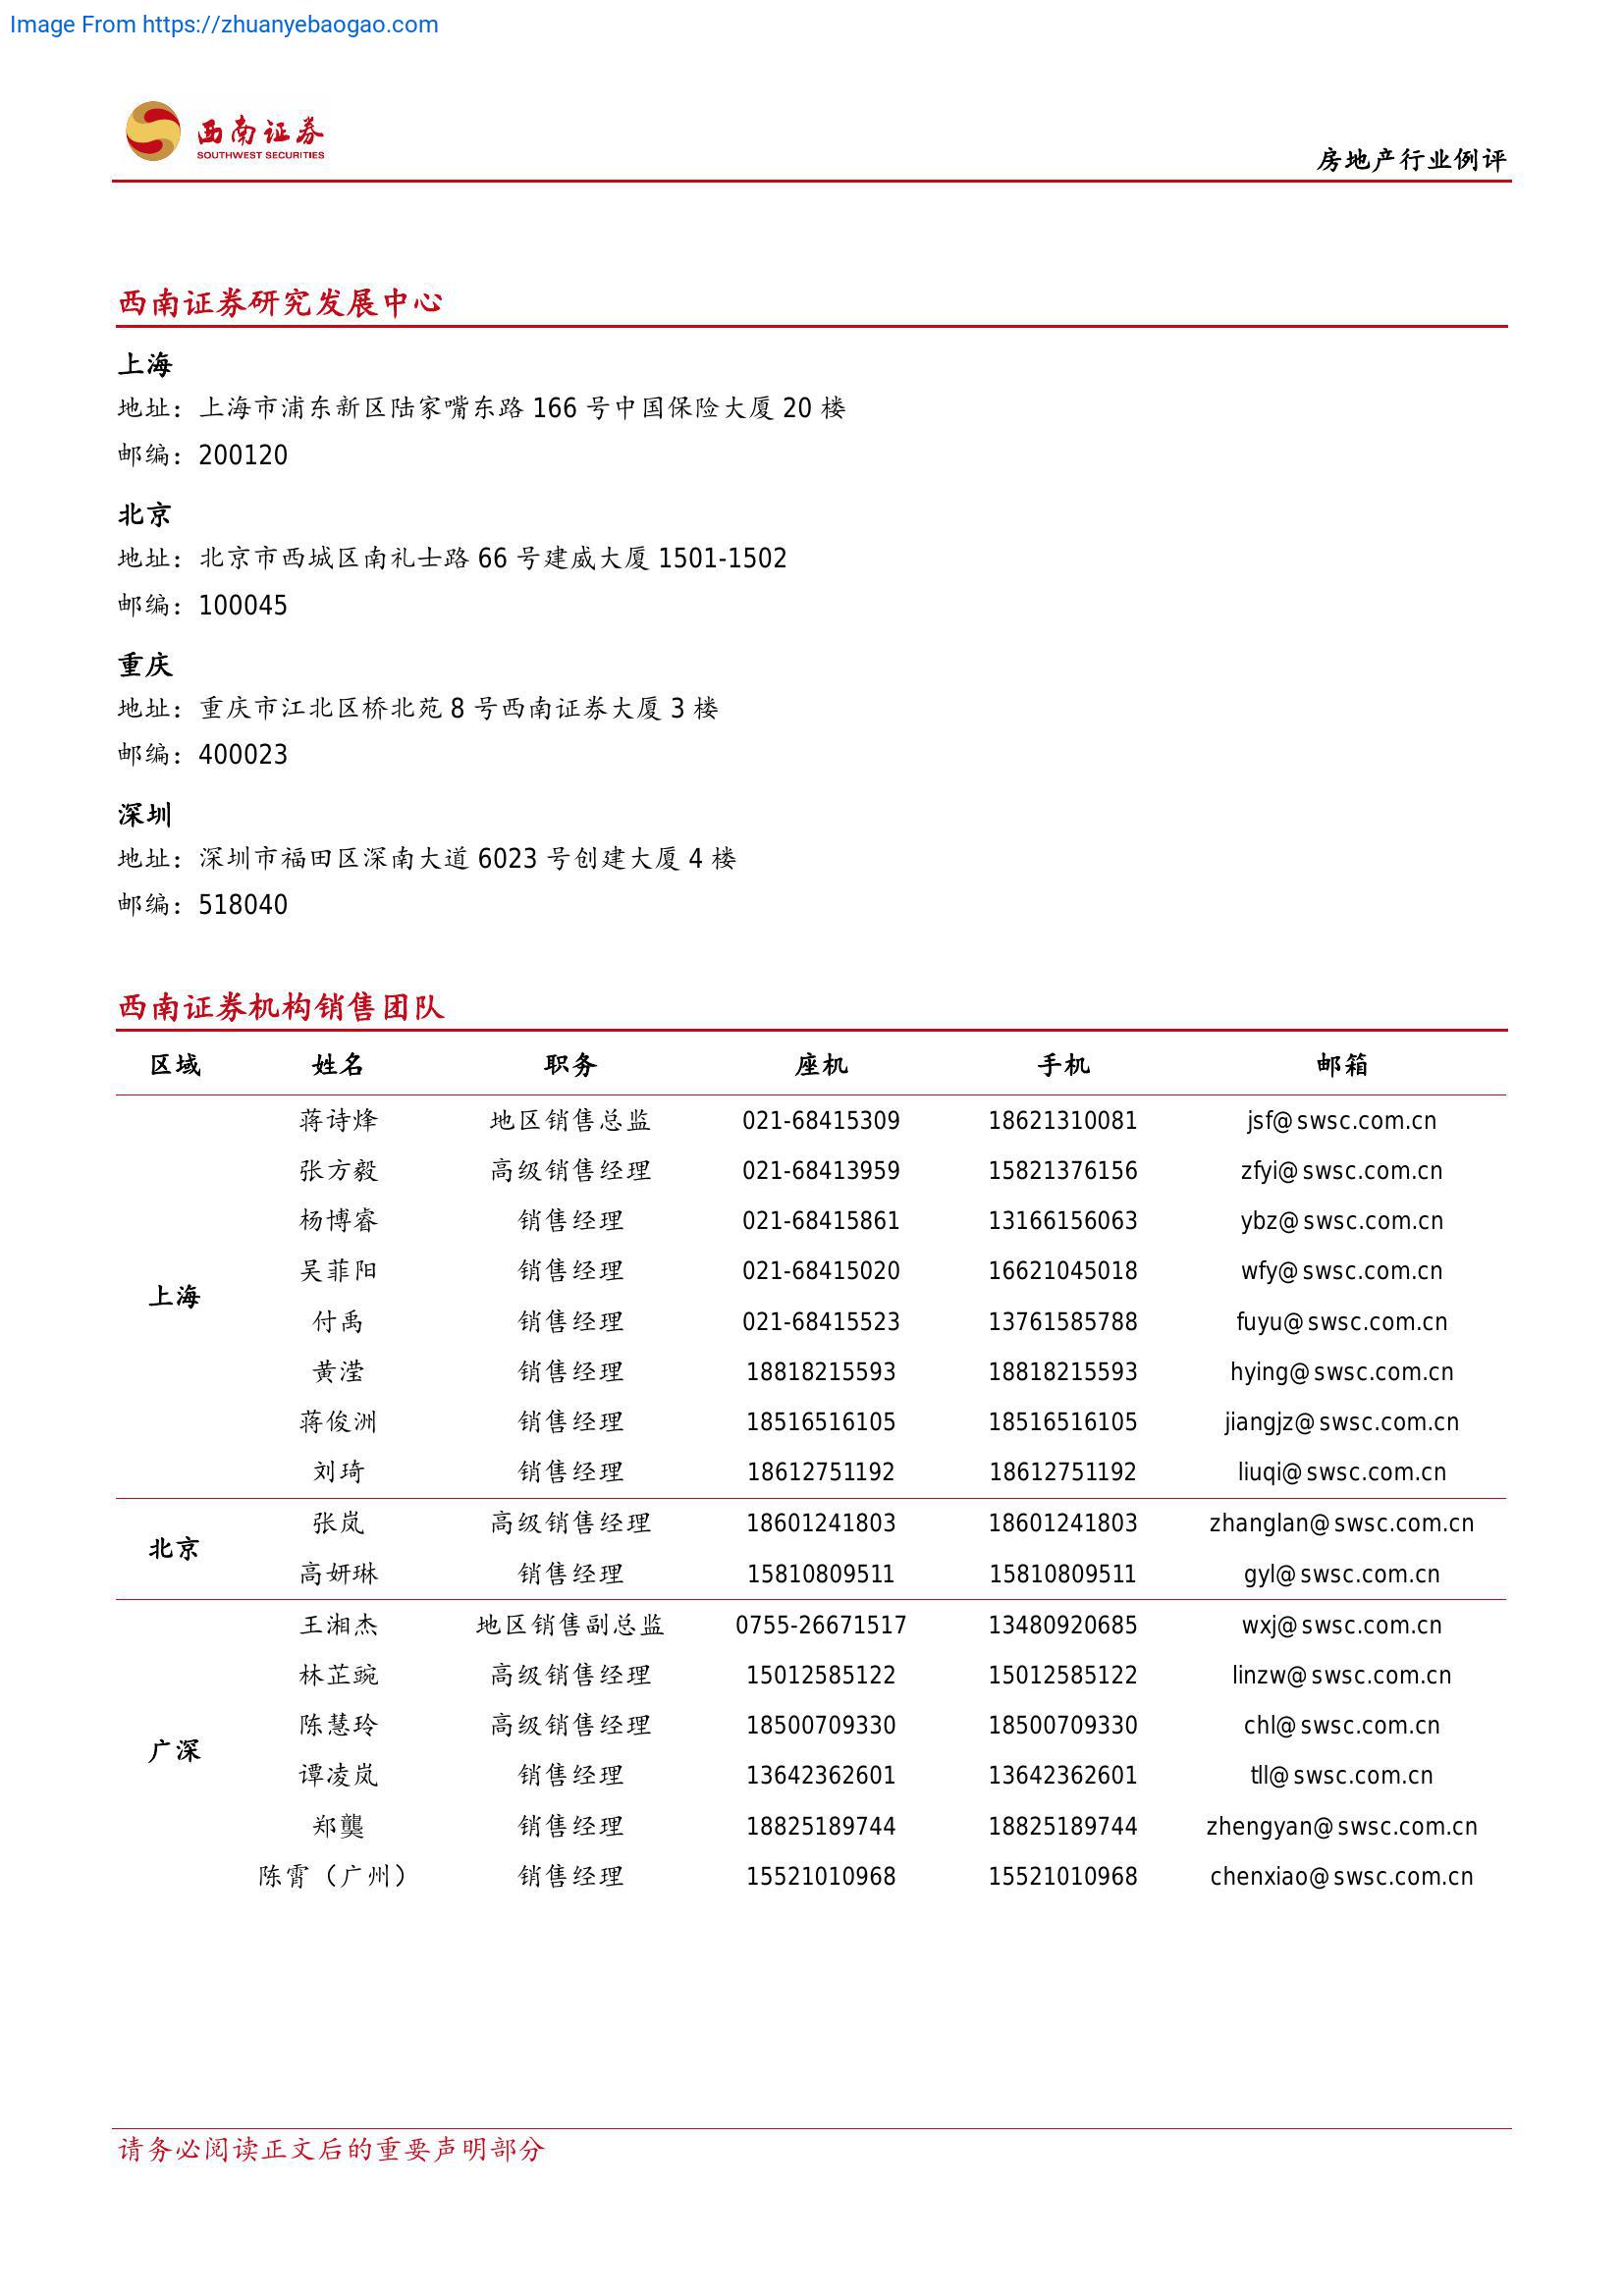 Image From https://zhuanyebaogao.com
西南证券
SOUTHWEST SECURITIES
房地产行业例评
西南证券研究发展中心
上海
地址：上海市浦东新区陆家嘴东路 166 号中国保险大厦 20 楼
邮编：200120
北京
地址：北京市西城区南礼士路 66 号建威大厦 1501-1502
邮编：100045
重庆
地址：重庆市江北区桥北苑 8 号西南证券大厦 3 楼
邮编：400023
深圳
地址：深圳市福田区深南大道 6023 号创建大厦 4 楼
邮编：518040
西南证券机构销售团队
区域 姓名 职务 座机 手机 邮箱
上海
蒋诗烽 地区销售总监 021-68415309 18621310081 jsf@swsc.com.cn
张方毅 高级销售经理 021-68413959 15821376156 zfyi@swsc.com.cn
杨博睿 销售经理 021-68415861 13166156063 ybz@swsc.com.cn
吴菲阳 销售经理 021-68415020 16621045018 wfy@swsc.com.cn
付禹 销售经理 021-68415523 13761585788 fuyu@swsc.com.cn
黄滢 销售经理 18818215593 18818215593 hying@swsc.com.cn
蒋俊洲 销售经理 18516516105 18516516105 jiangjz@swsc.com.cn
刘琦 销售经理 18612751192 18612751192 liuqi@swsc.com.cn
北京
张岚 高级销售经理 18601241803 18601241803 zhanglan@swsc.com.cn
高妍琳 销售经理 15810809511 15810809511 gyl@swsc.com.cn
广深
王湘杰 地区销售副总监 0755-26671517 13480920685 wxj@swsc.com.cn
林芷豌 高级销售经理 15012585122 15012585122 linzw@swsc.com.cn
陈慧玲 高级销售经理 18500709330 18500709330 chl@swsc.com.cn
谭凌岚 销售经理 13642362601 13642362601 tll@swsc.com.cn
郑龑 销售经理 18825189744 18825189744 zhengyan@swsc.com.cn
陈霄（广州） 销售经理 15521010968 15521010968 chenxiao@swsc.com.cn
请务必阅读正文后的重要声明部分